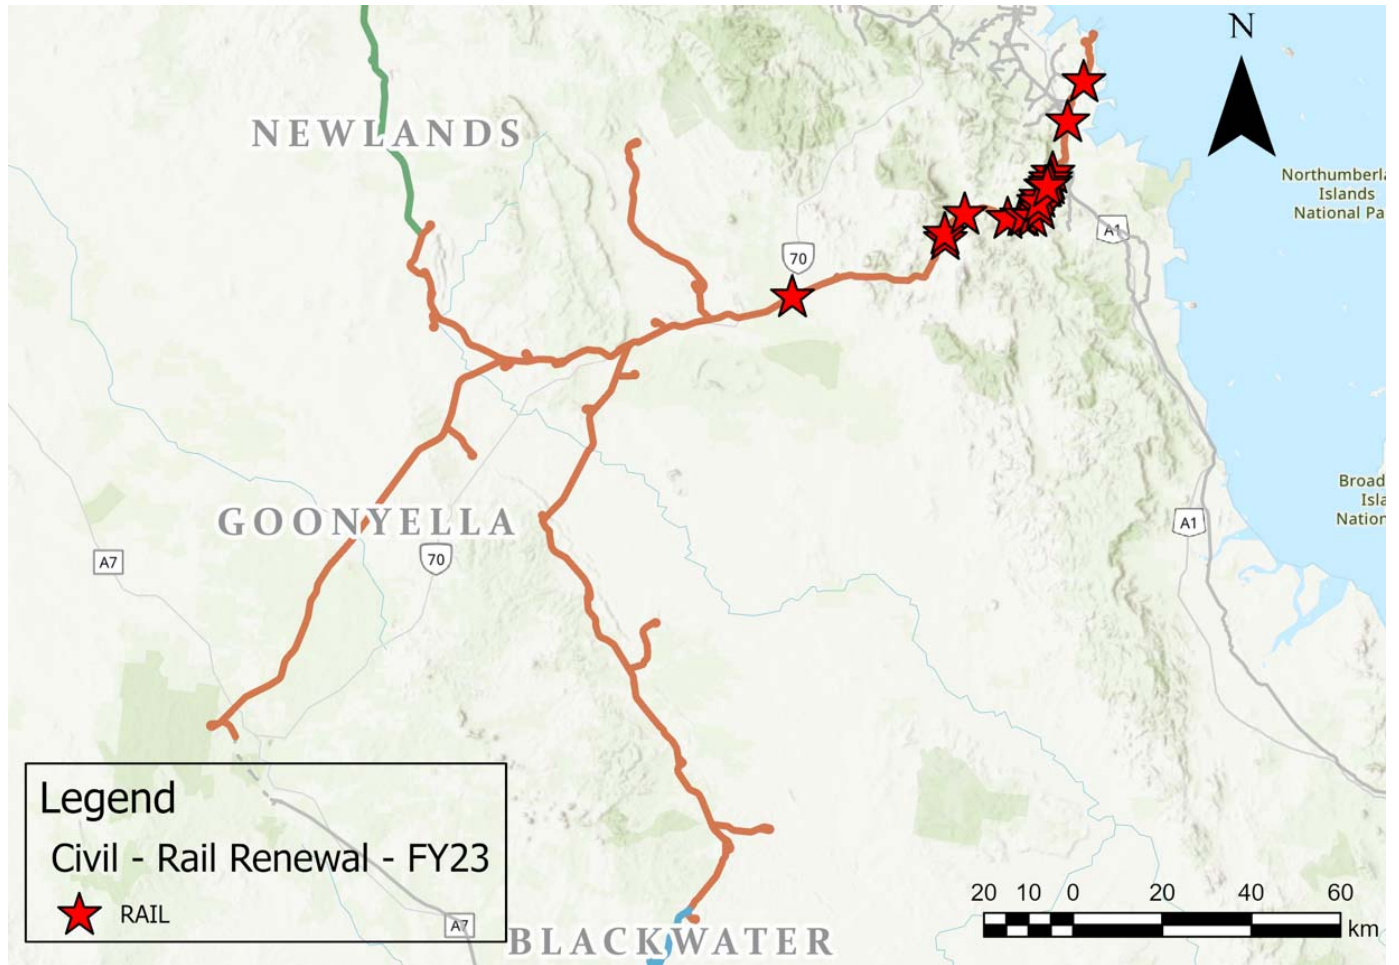 N
NEWLANDS
Northumberla
Islands
National Pa
A1
70
Broad
Isla
Nation
GOONYELLA
A1
A7
70
Legend
Civil - Rail Renewal - FY23
RAIL
A7
BLACKWATER
20 10 0 20 40 60
km